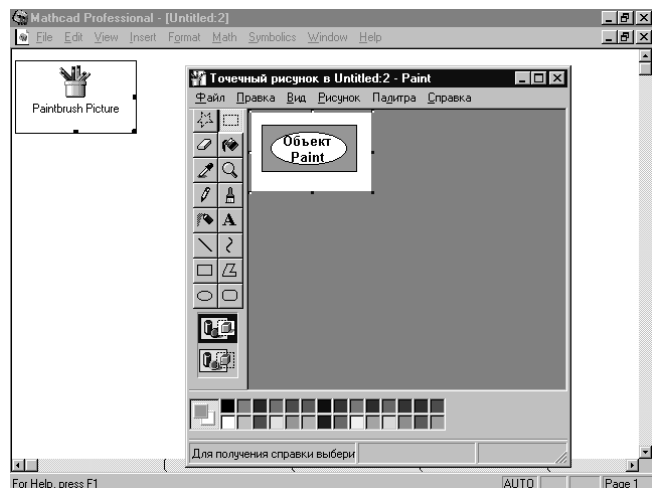 Mathcad Professional - [Untitled:2]
File Edit View Insert Format Math Symbolics Window Help
Paintbrush Picture
Точечный рисунок в Untitled:2 - Paint
Файл Правка Вид Рисунок Палитра Справка
Объект
Paint
A
Для получения справки выбери
For Help, press F1
AUTO
Page 1